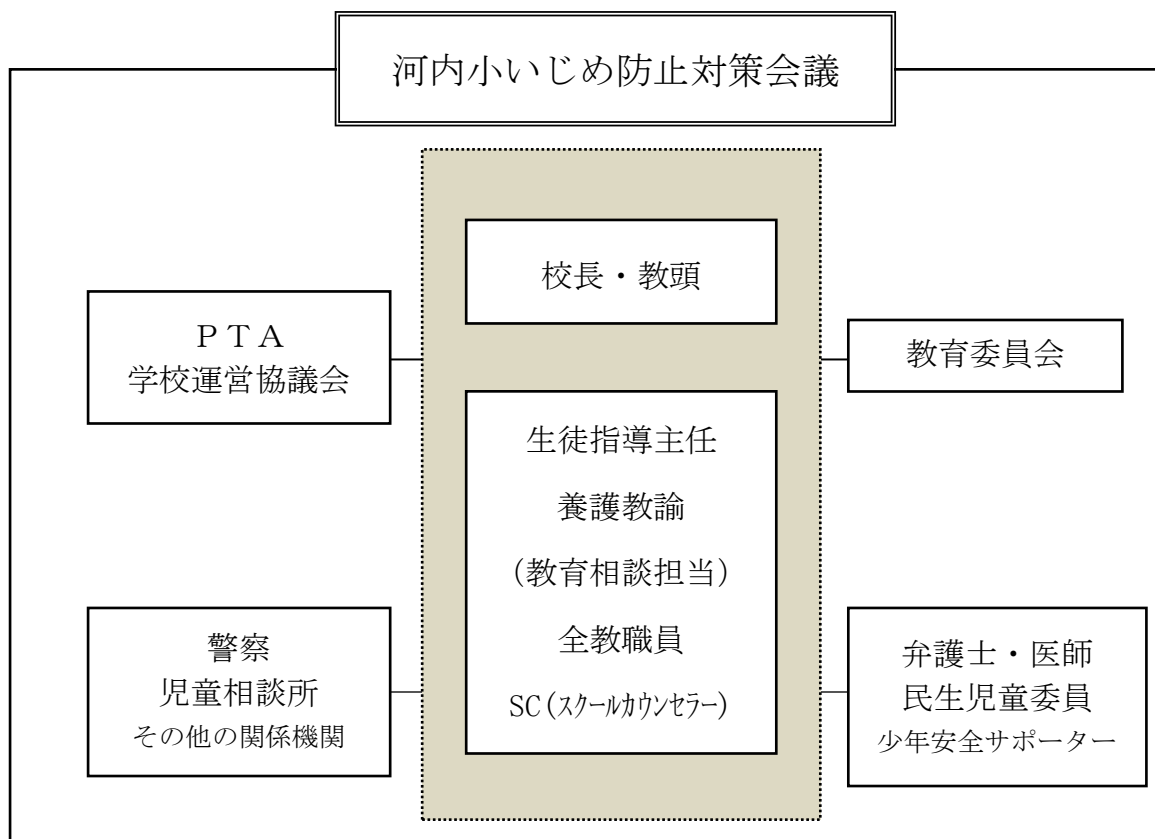 河内小いじめ防止対策会議
校長・教頭
ＰＴＡ
学校運営協議会
教育委員会
生徒指導主任
養護教諭
(教育相談担当)
全教職員
SC(ｽｸｰﾙｶｳﾝｾﾗｰ)
警察
児童相談所
その他の関係機関
弁護士・医師
民生児童委員
少年安全サポーター